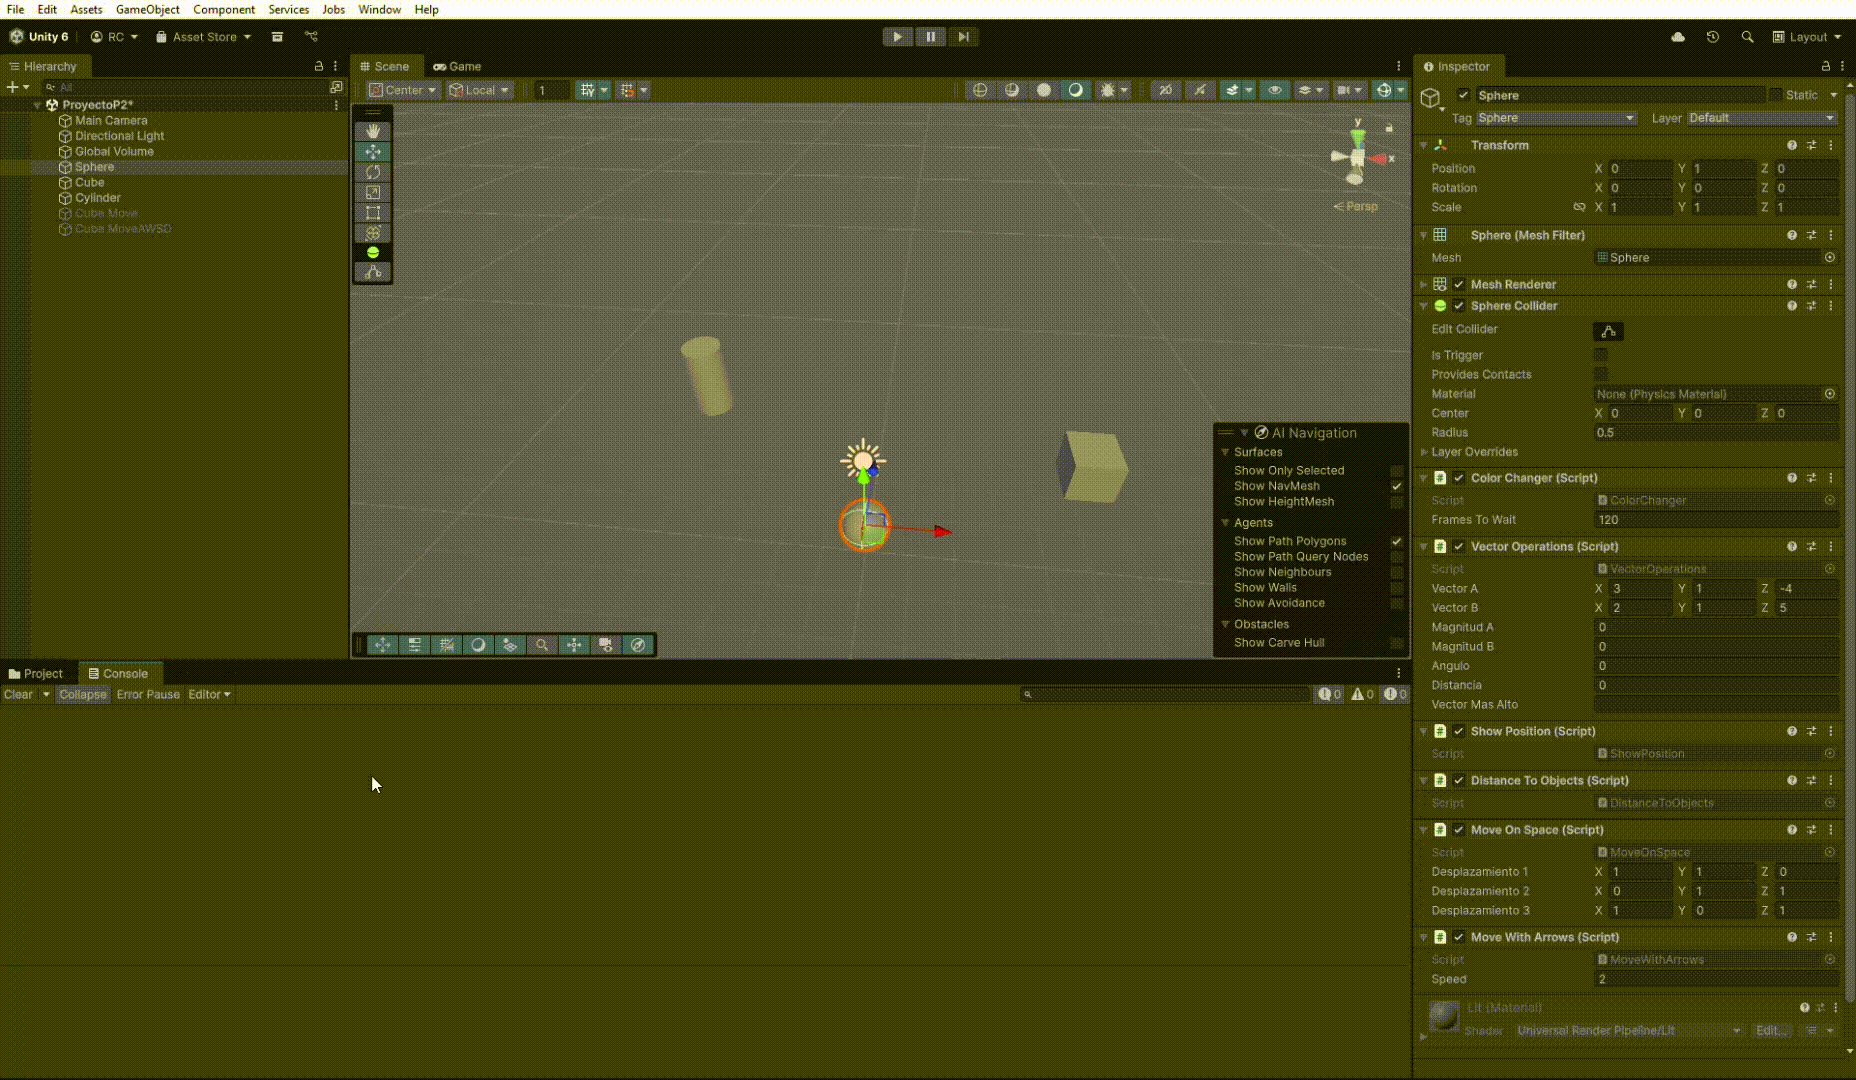 File Edit Assets GameObject Component Services Jobs Window Help
Unity 6 RC Asset Store Layout
Hierarchy
All
ProyectoP2*
Main Camera
Directional Light
Global Volume
Sphere
Cube
Cylinder
Cube Move
Cube MoveAWSD
Scene Game
Center Local 1 2D
y
x
Persp
AI Navigation
Surfaces
Show Only Selected
Show NavMesh
Show HeightMesh
Agents
Show Path Polygons
Show Path Query Nodes
Show Neighbours
Show Walls
Show Avoidance
Obstacles
Show Carve Hull
Project Console
Clear Collapse Error Pause Editor 0 0 0
Inspector
Sphere Static
Tag Sphere Layer Default
Transform
Position X 0 Y 1 Z 0
Rotation X 0 Y 0 Z 0
Scale X 1 Y 1 Z 1
Sphere (Mesh Filter)
Mesh Sphere
Mesh Renderer
Sphere Collider
Edit Collider
Is Trigger
Provides Contacts
Material None (Physics Material)
Center X 0 Y 0 Z 0
Radius 0.5
Layer Overrides
Color Changer (Script)
Script ColorChanger
Frames To Wait 120
Vector Operations (Script)
Script VectorOperations
Vector A X 3 Y 1 Z -4
Vector B X 2 Y 1 Z 5
Magnitud A 0
Magnitud B 0
Angulo 0
Distancia 0
Vector Mas Alto
Show Position (Script)
Script ShowPosition
Distance To Objects (Script)
Script DistanceToObjects
Move On Space (Script)
Script MoveOnSpace
Desplazamiento 1 X 1 Y 1 Z 0
Desplazamiento 2 X 0 Y 1 Z 1
Desplazamiento 3 X 1 Y 0 Z 1
Move With Arrows (Script)
Script MoveWithArrows
Speed 2
Lit (Material)
Shader Universal Render Pipeline/Lit Edit...